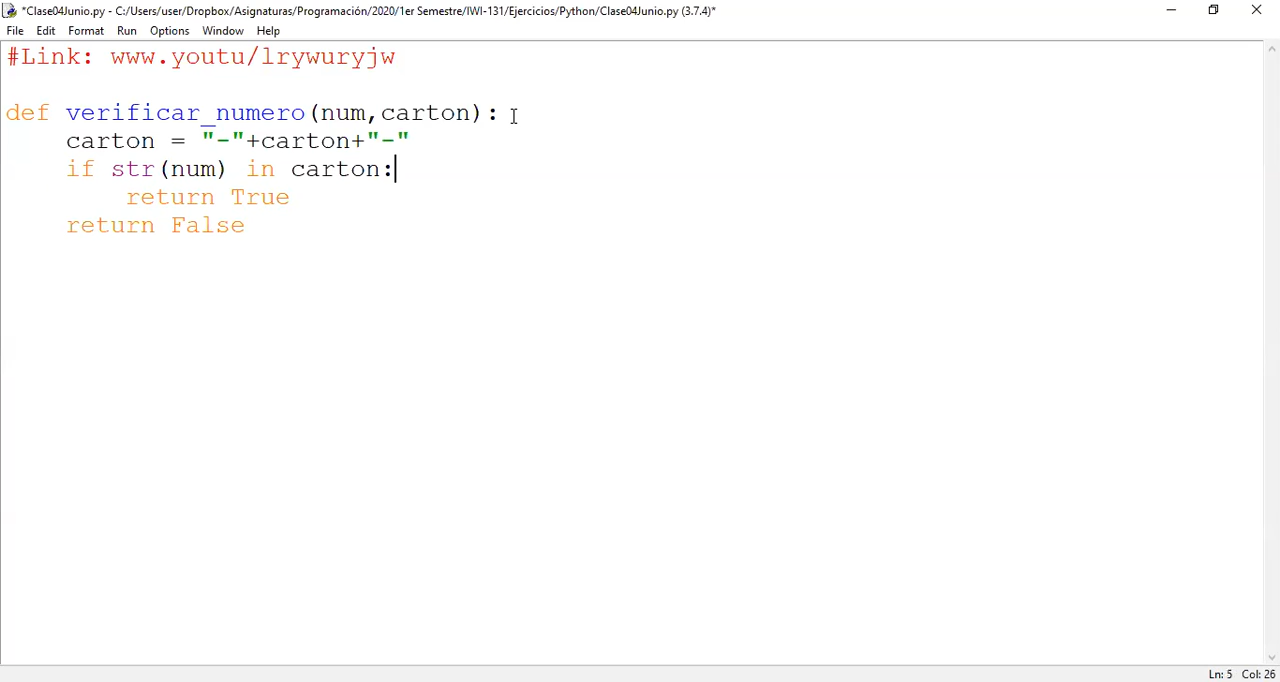 *Clase04Junio.py - C:/Users/user/Dropbox/Asignaturas/Programación/2020/1er Semestre/IWI-131/Ejercicios/Python/Clase04Junio.py (3.7.4)*
File Edit Format Run Options Window Help
#Link: www.youtu/lrywuryjw
def verificar_numero(num,carton):
    carton = "-"+carton+"-"
    if str(num) in carton:
        return True
    return False
Ln: 5 Col: 26